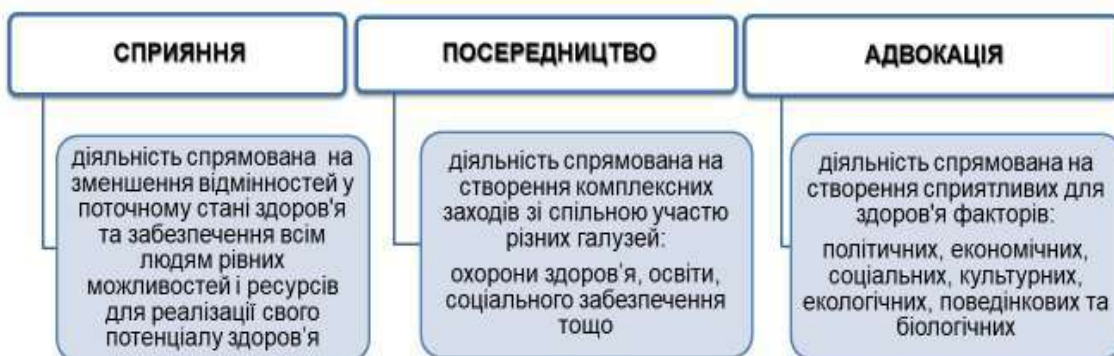 СПРИЯННЯ
діяльність спрямована на
зменшення відмінностей у
поточному стані здоров'я
та забезпечення всім
людям рівних
можливостей і ресурсів
для реалізації свого
потенціалу здоров'я
ПОСЕРЕДНИЦТВО
діяльність спрямована на
створення комплексних
заходів зі спільною участю
різних галузей:
охорони здоров'я, освіти,
соціального забезпечення
тощо
АДВОКАЦІЯ
діяльність спрямована на
створення сприятливих для
здоров'я факторів:
політичних, економічних,
соціальних, культурних,
екологічних, поведінкових та
біологічних